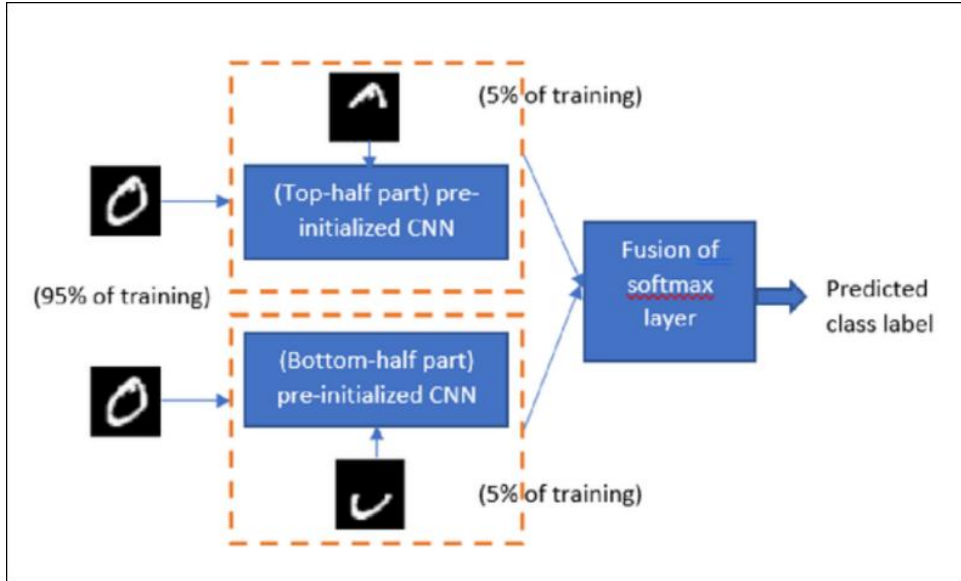 (5% of training)
(Top-half part) pre-
initialized CNN
(95% of training)
(Bottom-half part)
pre-initialized CNN
(5% of training)
Fusion of
softmax
layer
Predicted
class label